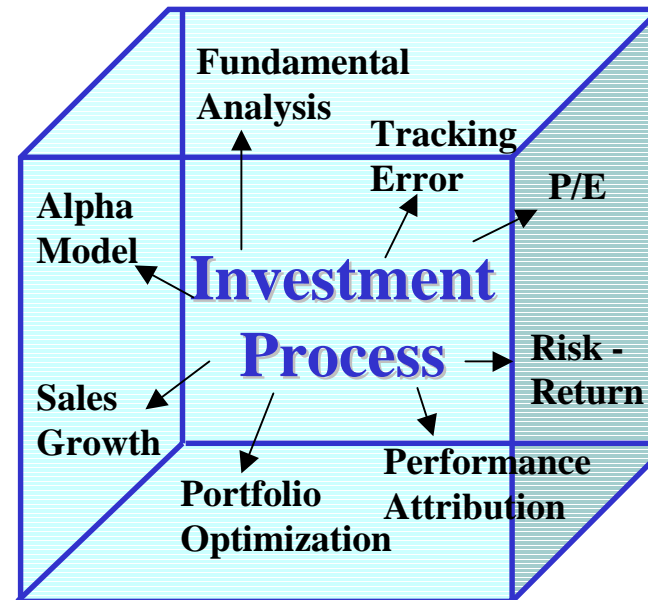 Fundamental
Analysis
Tracking
Error
P/E
Alpha
Model
Investment
Process
Risk -
Return
Sales
Growth
Performance
Attribution
Portfolio
Optimization